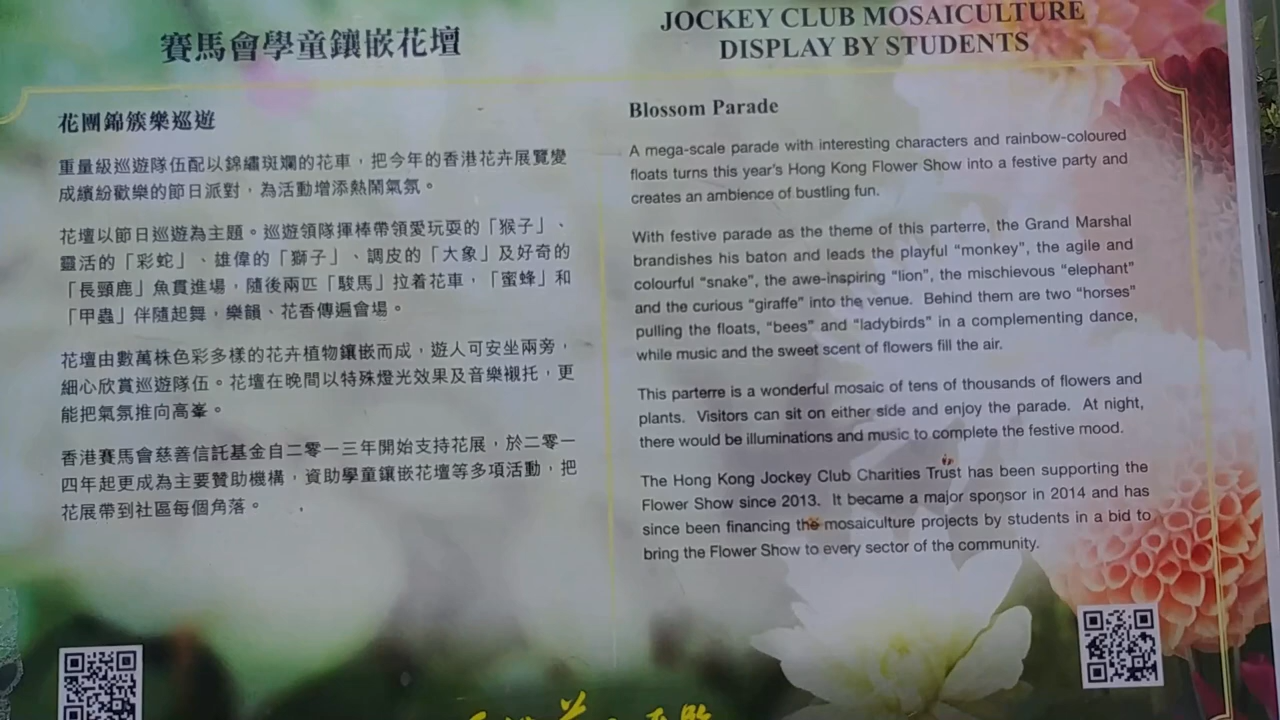 賽馬會學童鑲嵌花壇
花團錦簇樂巡遊
重量級巡遊隊伍配以錦繡斑斕的花車，把今年的香港花卉展覽變
成繽紛歡樂的節日派對，為活動增添熱鬧氣氛。
花壇以節日巡遊為主題。巡遊領隊揮棒帶領愛玩耍的「猴子」、
靈活的「彩蛇」、雄偉的「獅子」、調皮的「大象」及好奇的
「長頸鹿」魚貫進場，隨後兩匹「駿馬」拉着花車，「蜜蜂」和
「甲蟲」伴隨起舞，樂韻、花香傳遍會場。
花壇由數萬株色彩多樣的花卉植物鑲嵌而成，遊人可安坐兩旁，
細心欣賞巡遊隊伍。花壇在晚間以特殊燈光效果及音樂襯托，更
能把氣氛推向高峯。
香港賽馬會慈善信託基金自二零一三年開始支持花展，於二零一
四年起更成為主要贊助機構，資助學童鑲嵌花壇等多項活動，把
花展帶到社區每個角落。
JOCKEY CLUB MOSAICULTURE
DISPLAY BY STUDENTS
Blossom Parade
A mega-scale parade with interesting characters and rainbow-coloured
floats turns this year's Hong Kong Flower Show into a festive party and
creates an ambience of bustling fun.
With festive parade as the theme of this parterre, the Grand Marshal
brandishes his baton and leads the playful “monkey”, the agile and
colourful “snake”, the awe-inspiring “lion”, the mischievous “elephant”
and the curious “giraffe” into the venue. Behind them are two “horses”
pulling the floats, “bees” and “ladybirds” in a complementing dance,
while music and the sweet scent of flowers fill the air.
This parterre is a wonderful mosaic of tens of thousands of flowers and
plants. Visitors can sit on either side and enjoy the parade. At night,
there would be illuminations and music to complete the festive mood.
The Hong Kong Jockey Club Charities Trust has been supporting the
Flower Show since 2013. It became a major sponsor in 2014 and has
since been financing the mosaiculture projects by students in a bid to
bring the Flower Show to every sector of the community.